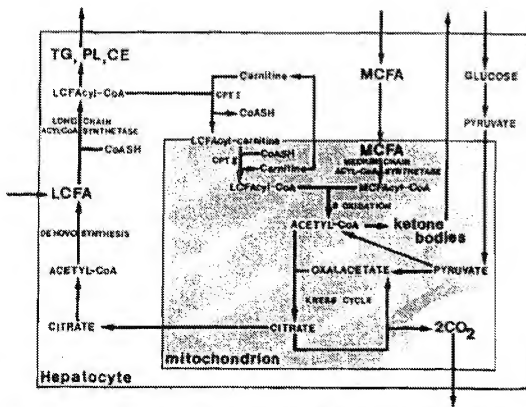 TG, PL, CE
LCFAcyl-CoA
LONG CHAIN
ACYLCoA SYNTHETASE
CoASH
LCFA
DENOVO SYNTHESIS
ACETYL-CoA
CITRATE
Hepatocyte
Carnitine
CPT I
CoASH
LCFAcyl-carnitine
CoASH
CPT II
Carnitine
LCFAcyl-CoA
MCFA
MCFA
MEDIUM CHAIN
ACYL-CoA SYNTHETASE
MCFAcyl-CoA
β OXIDATION
ACETYL-CoA
ketone
bodies
GLUCOSE
PYRUVATE
PYRUVATE
OXALACETATE
KREBS CYCLE
CITRATE
2CO2
mitochondrion